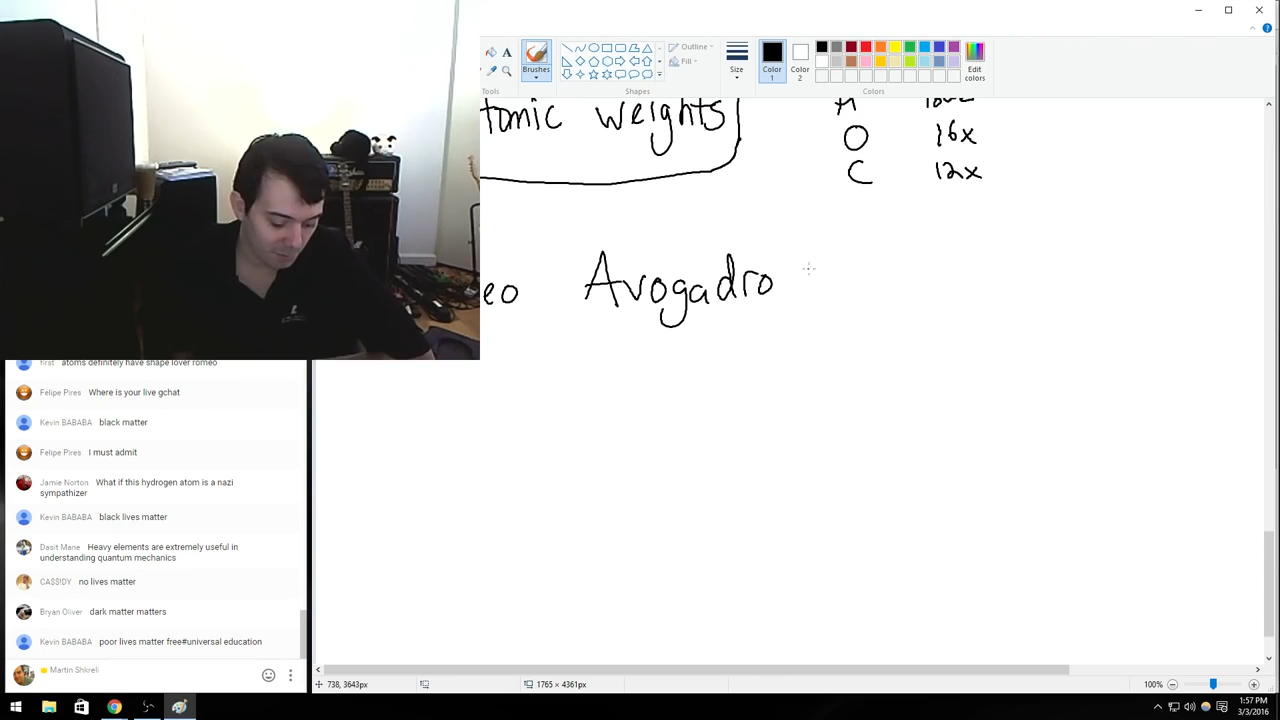 Tools
A
Brushes
Shapes
Outline
Fill
Size
Color 1
Color 2
Edit colors
Colors
tomic weights
H
O 16x
C 12x
eo Avogadro
first atoms definitely have shape lover romeo
Felipe Pires Where is your live gchat
Kevin BABABA black matter
Felipe Pires I must admit
Jamie Norton What if this hydrogen atom is a nazi
sympathizer
Kevin BABABA black lives matter
Dasit Mane Heavy elements are extremely useful in
understanding quantum mechanics
CA$$!DY no lives matter
Bryan Oliver dark matter matters
Kevin BABABA poor lives matter free#universal education
Martin Shkreli
738, 3643px
1765 × 4361px
100%
1:57 PM
3/3/2016